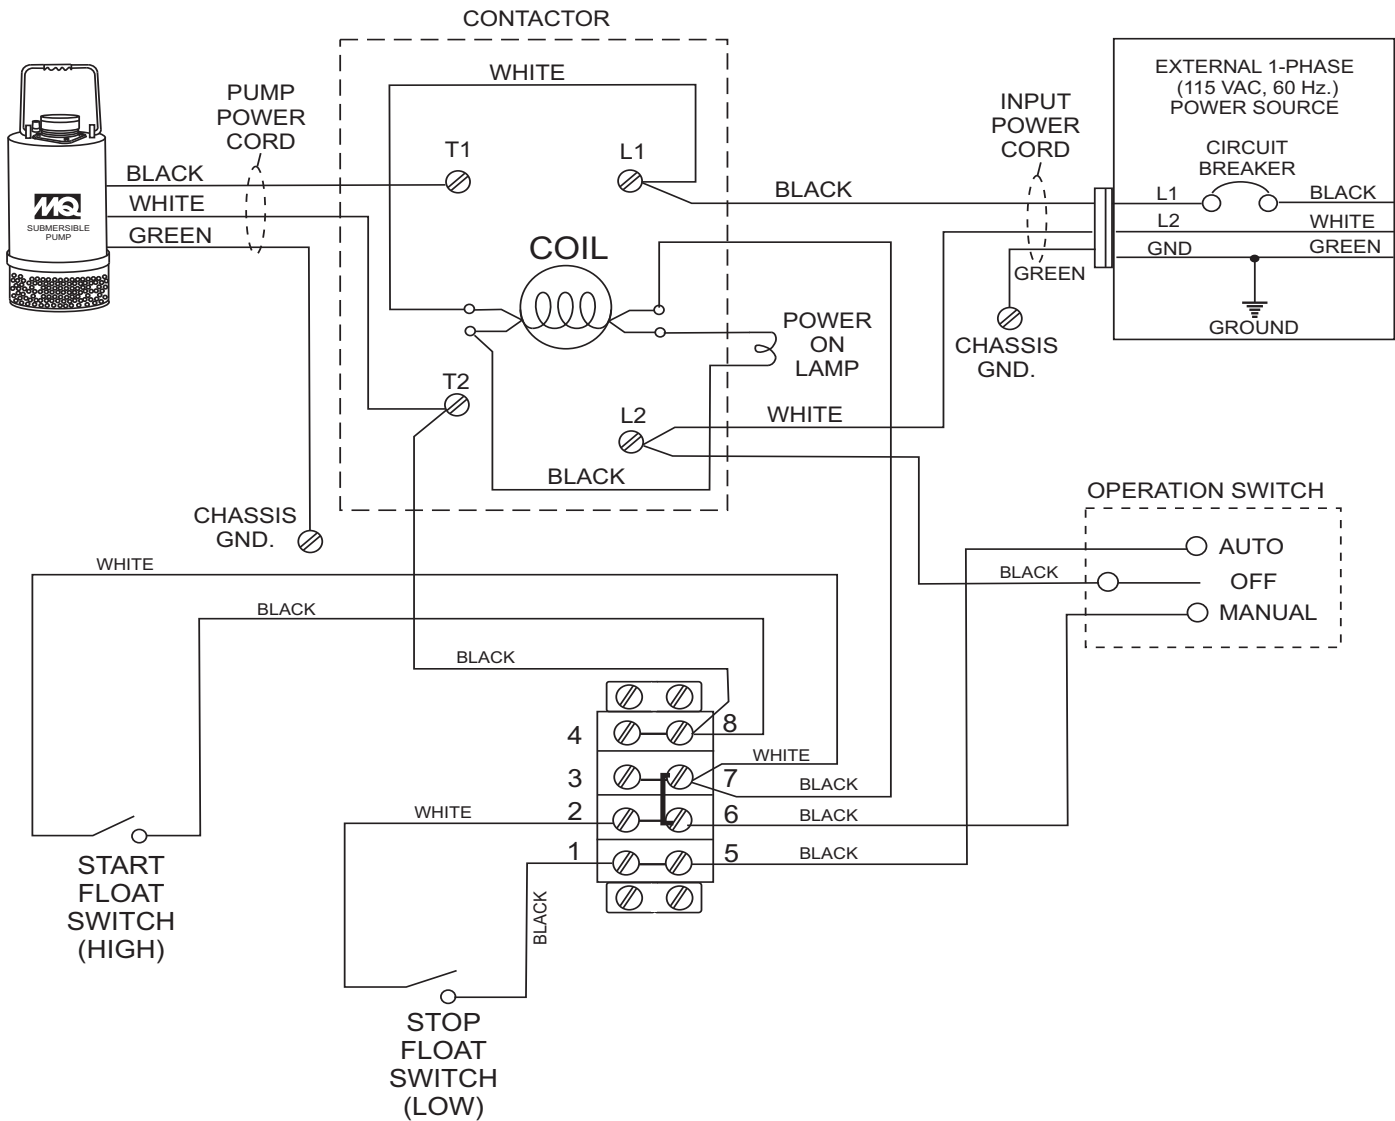 CONTACTOR
WHITE
PUMP
POWER
CORD
T1
L1
BLACK
WHITE
GREEN
MQ
SUBMERSIBLE
PUMP
COIL
BLACK
INPUT
POWER
CORD
GREEN
CHASSIS
GND.
EXTERNAL 1-PHASE
(115 VAC, 60 Hz.)
POWER SOURCE
CIRCUIT
BREAKER
L1
BLACK
L2
WHITE
GND
GREEN
GROUND
POWER
ON
LAMP
T2
L2
WHITE
BLACK
CHASSIS
GND.
OPERATION SWITCH
AUTO
BLACK
OFF
MANUAL
WHITE
BLACK
BLACK
4
8
WHITE
3
7
BLACK
WHITE
2
6
BLACK
1
5
BLACK
BLACK
START
FLOAT
SWITCH
(HIGH)
STOP
FLOAT
SWITCH
(LOW)